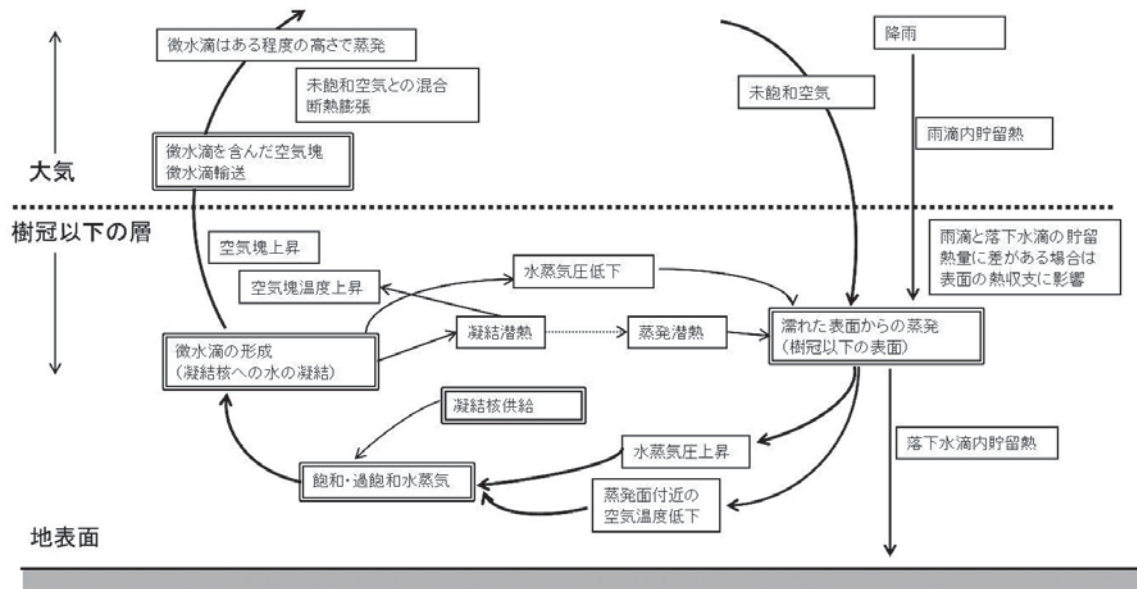 微水滴はある程度の高さで蒸発
降雨
未飽和空気との混合
断熱膨張
未飽和空気
微水滴を含んだ空気塊
微水滴輸送
雨滴内貯留熱
大気
樹冠以下の層
空気塊上昇
雨滴と落下水滴の貯留
熱量に差がある場合は
表面の熱収支に影響
水蒸気圧低下
空気塊温度上昇
凝結潜熱
蒸発潜熱
濡れた表面からの蒸発
(樹冠以下の表面)
微水滴の形成
(凝結核への水の凝結)
凝結核供給
水蒸気圧上昇
落下水滴内貯留熱
飽和・過飽和水蒸気
蒸発面付近の
空気温度低下
地表面